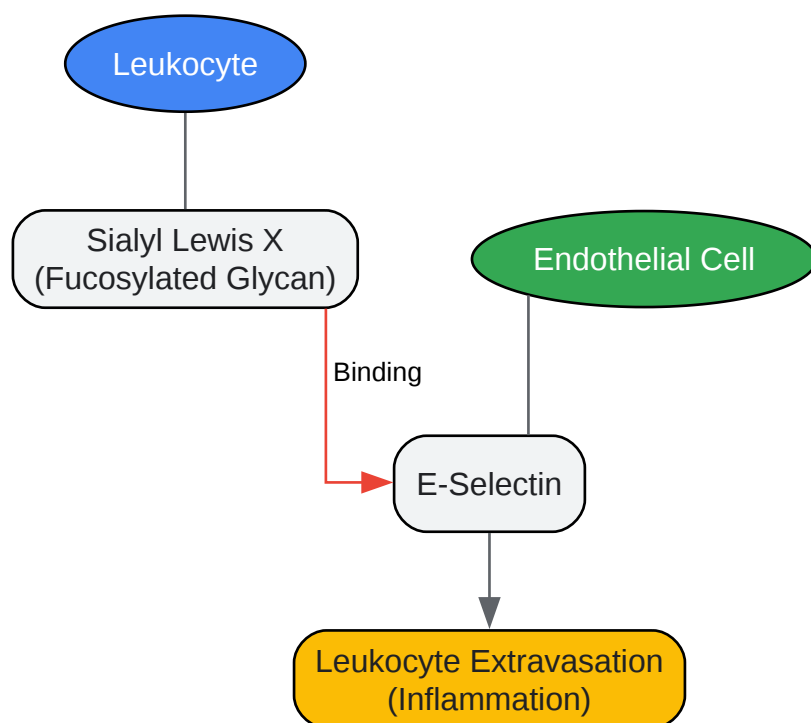 Leukocyte
Sialyl Lewis X
(Fucosylated Glycan)
Endothelial Cell
Binding
E-Selectin
Leukocyte Extravasation
(Inflammation)